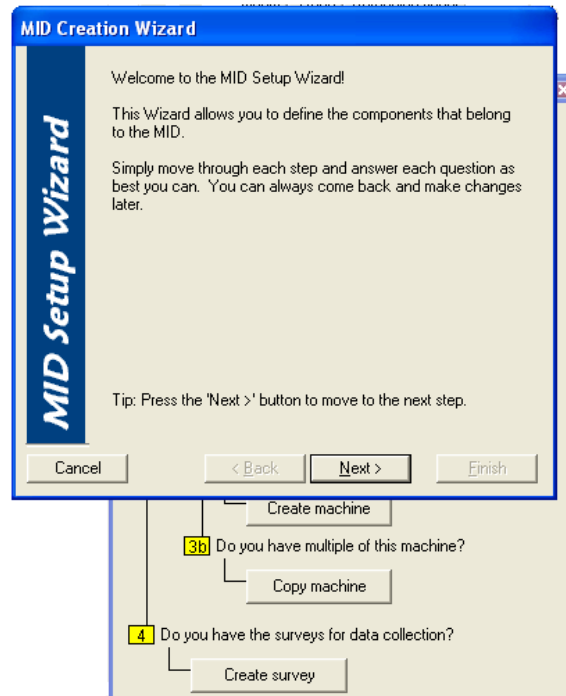 MID Creation Wizard
MID Setup Wizard
Welcome to the MID Setup Wizard!
This Wizard allows you to define the components that belong
to the MID.
Simply move through each step and answer each question as
best you can.  You can always come back and make changes
later.
Tip: Press the 'Next >' button to move to the next step.
Cancel
< Back
Next >
Finish
Create machine
3b Do you have multiple of this machine?
Copy machine
4 Do you have the surveys for data collection?
Create survey